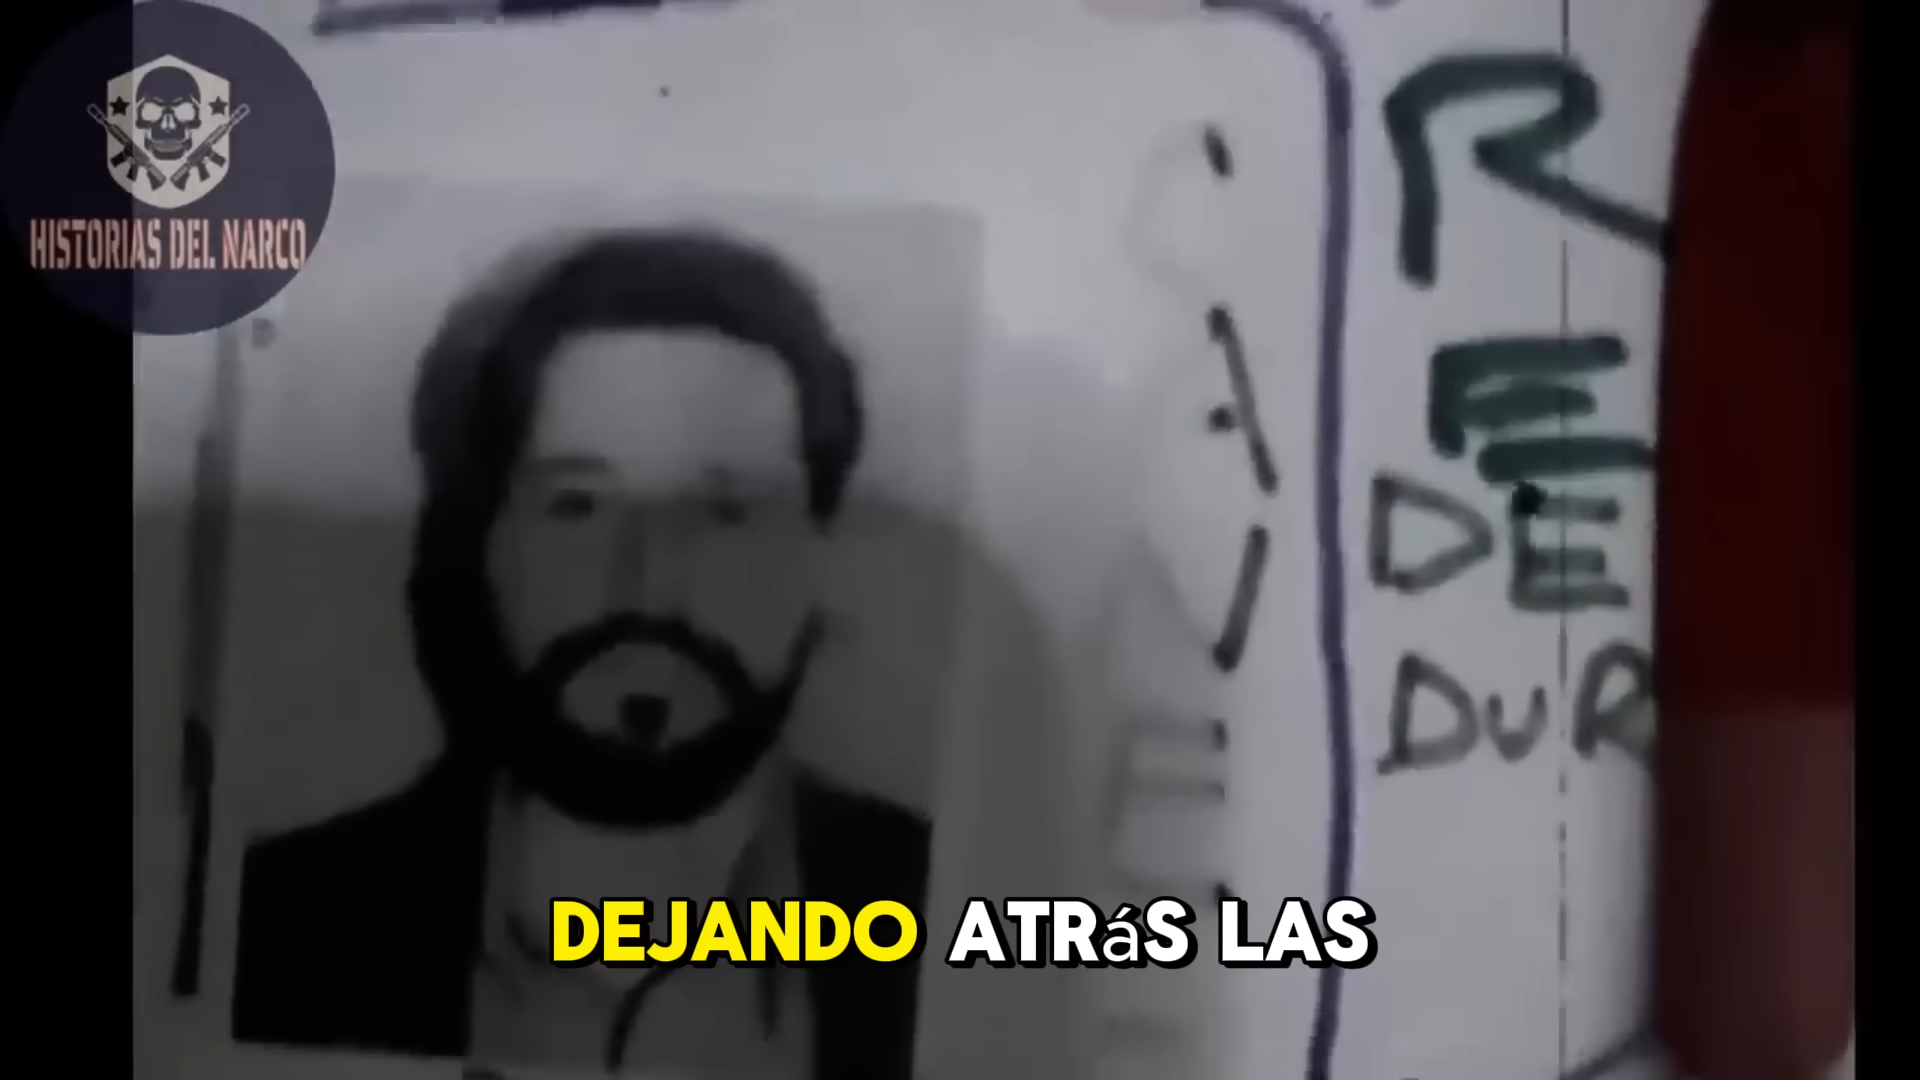 HISTORIAS DEL NARCO
R
E
DE
DUR
DEJANDO ATRáS LAS